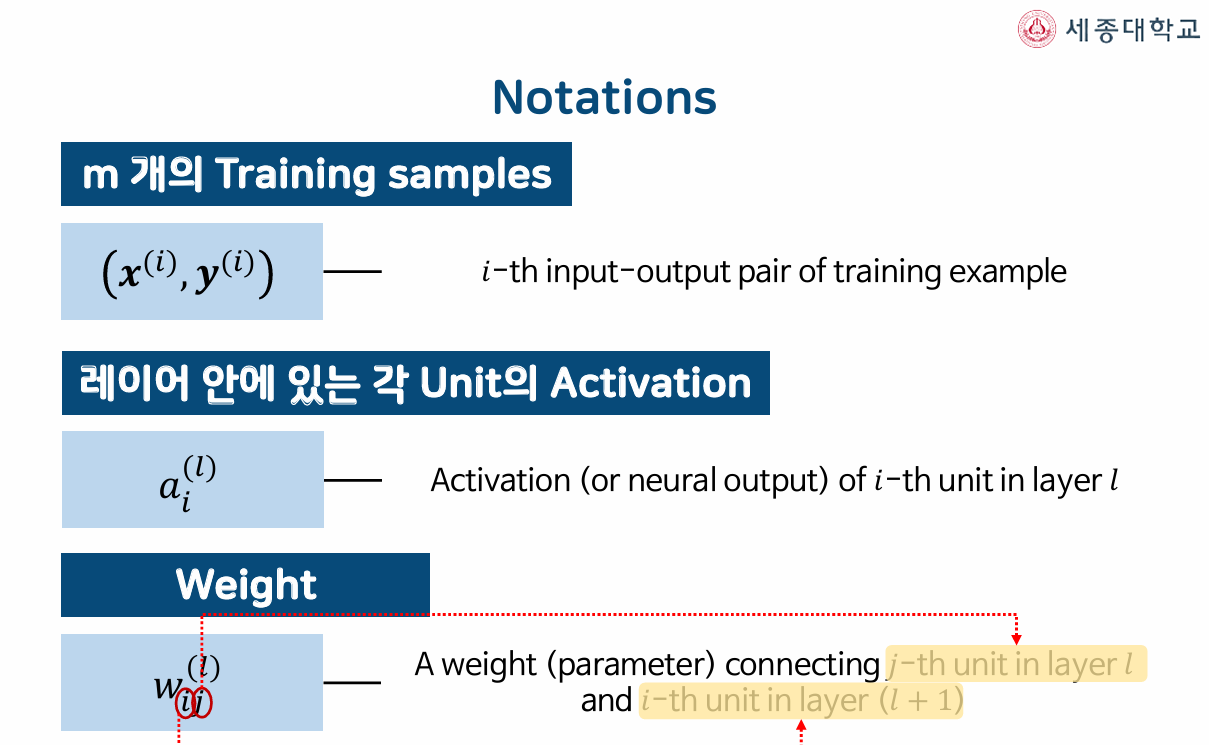 세종대학교
Notations
m 개의 Training samples
(x^(i), y^(i))
i-th input-output pair of training example
레이어 안에 있는 각 Unit의 Activation
a_i^(l)
Activation (or neural output) of i-th unit in layer l
Weight
w_ij^(l)
A weight (parameter) connecting j-th unit in layer l
and i-th unit in layer (l + 1)